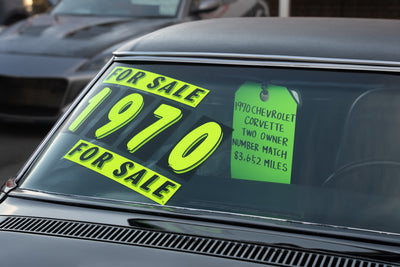 FOR SALE
1970
FOR SALE
1970 CHEVROLET
CORVETTE
TWO OWNER
NUMBER MATCH
83,652 MILES